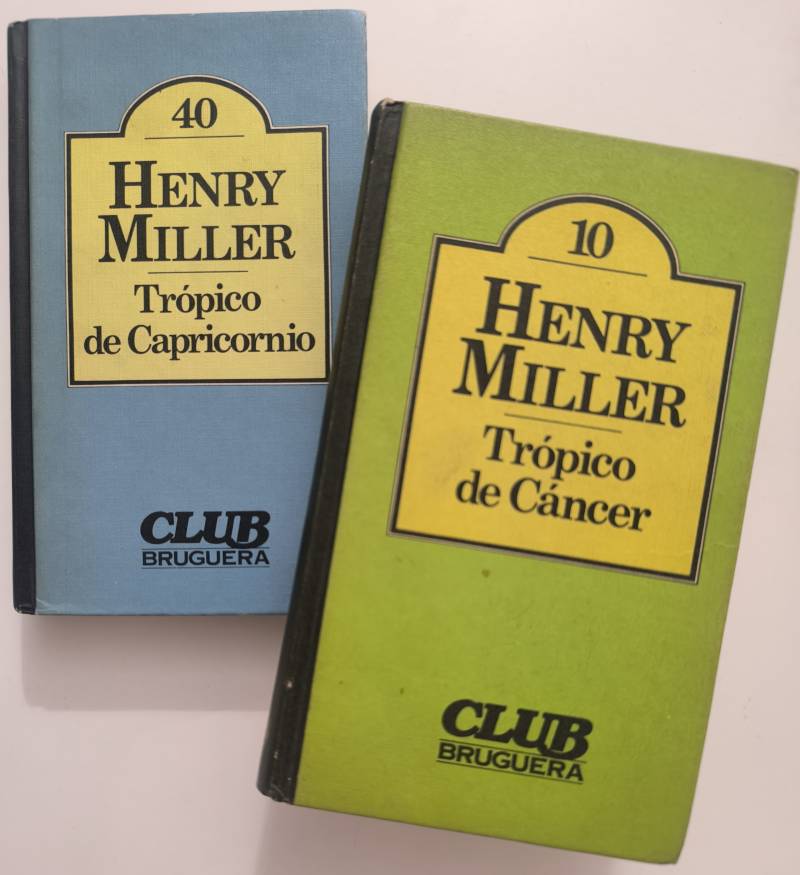 40
HENRY
MILLER
Trópico
de Capricornio
CLUB
BRUGUERA
10
HENRY
MILLER
Trópico
de Cáncer
CLUB
BRUGUERA